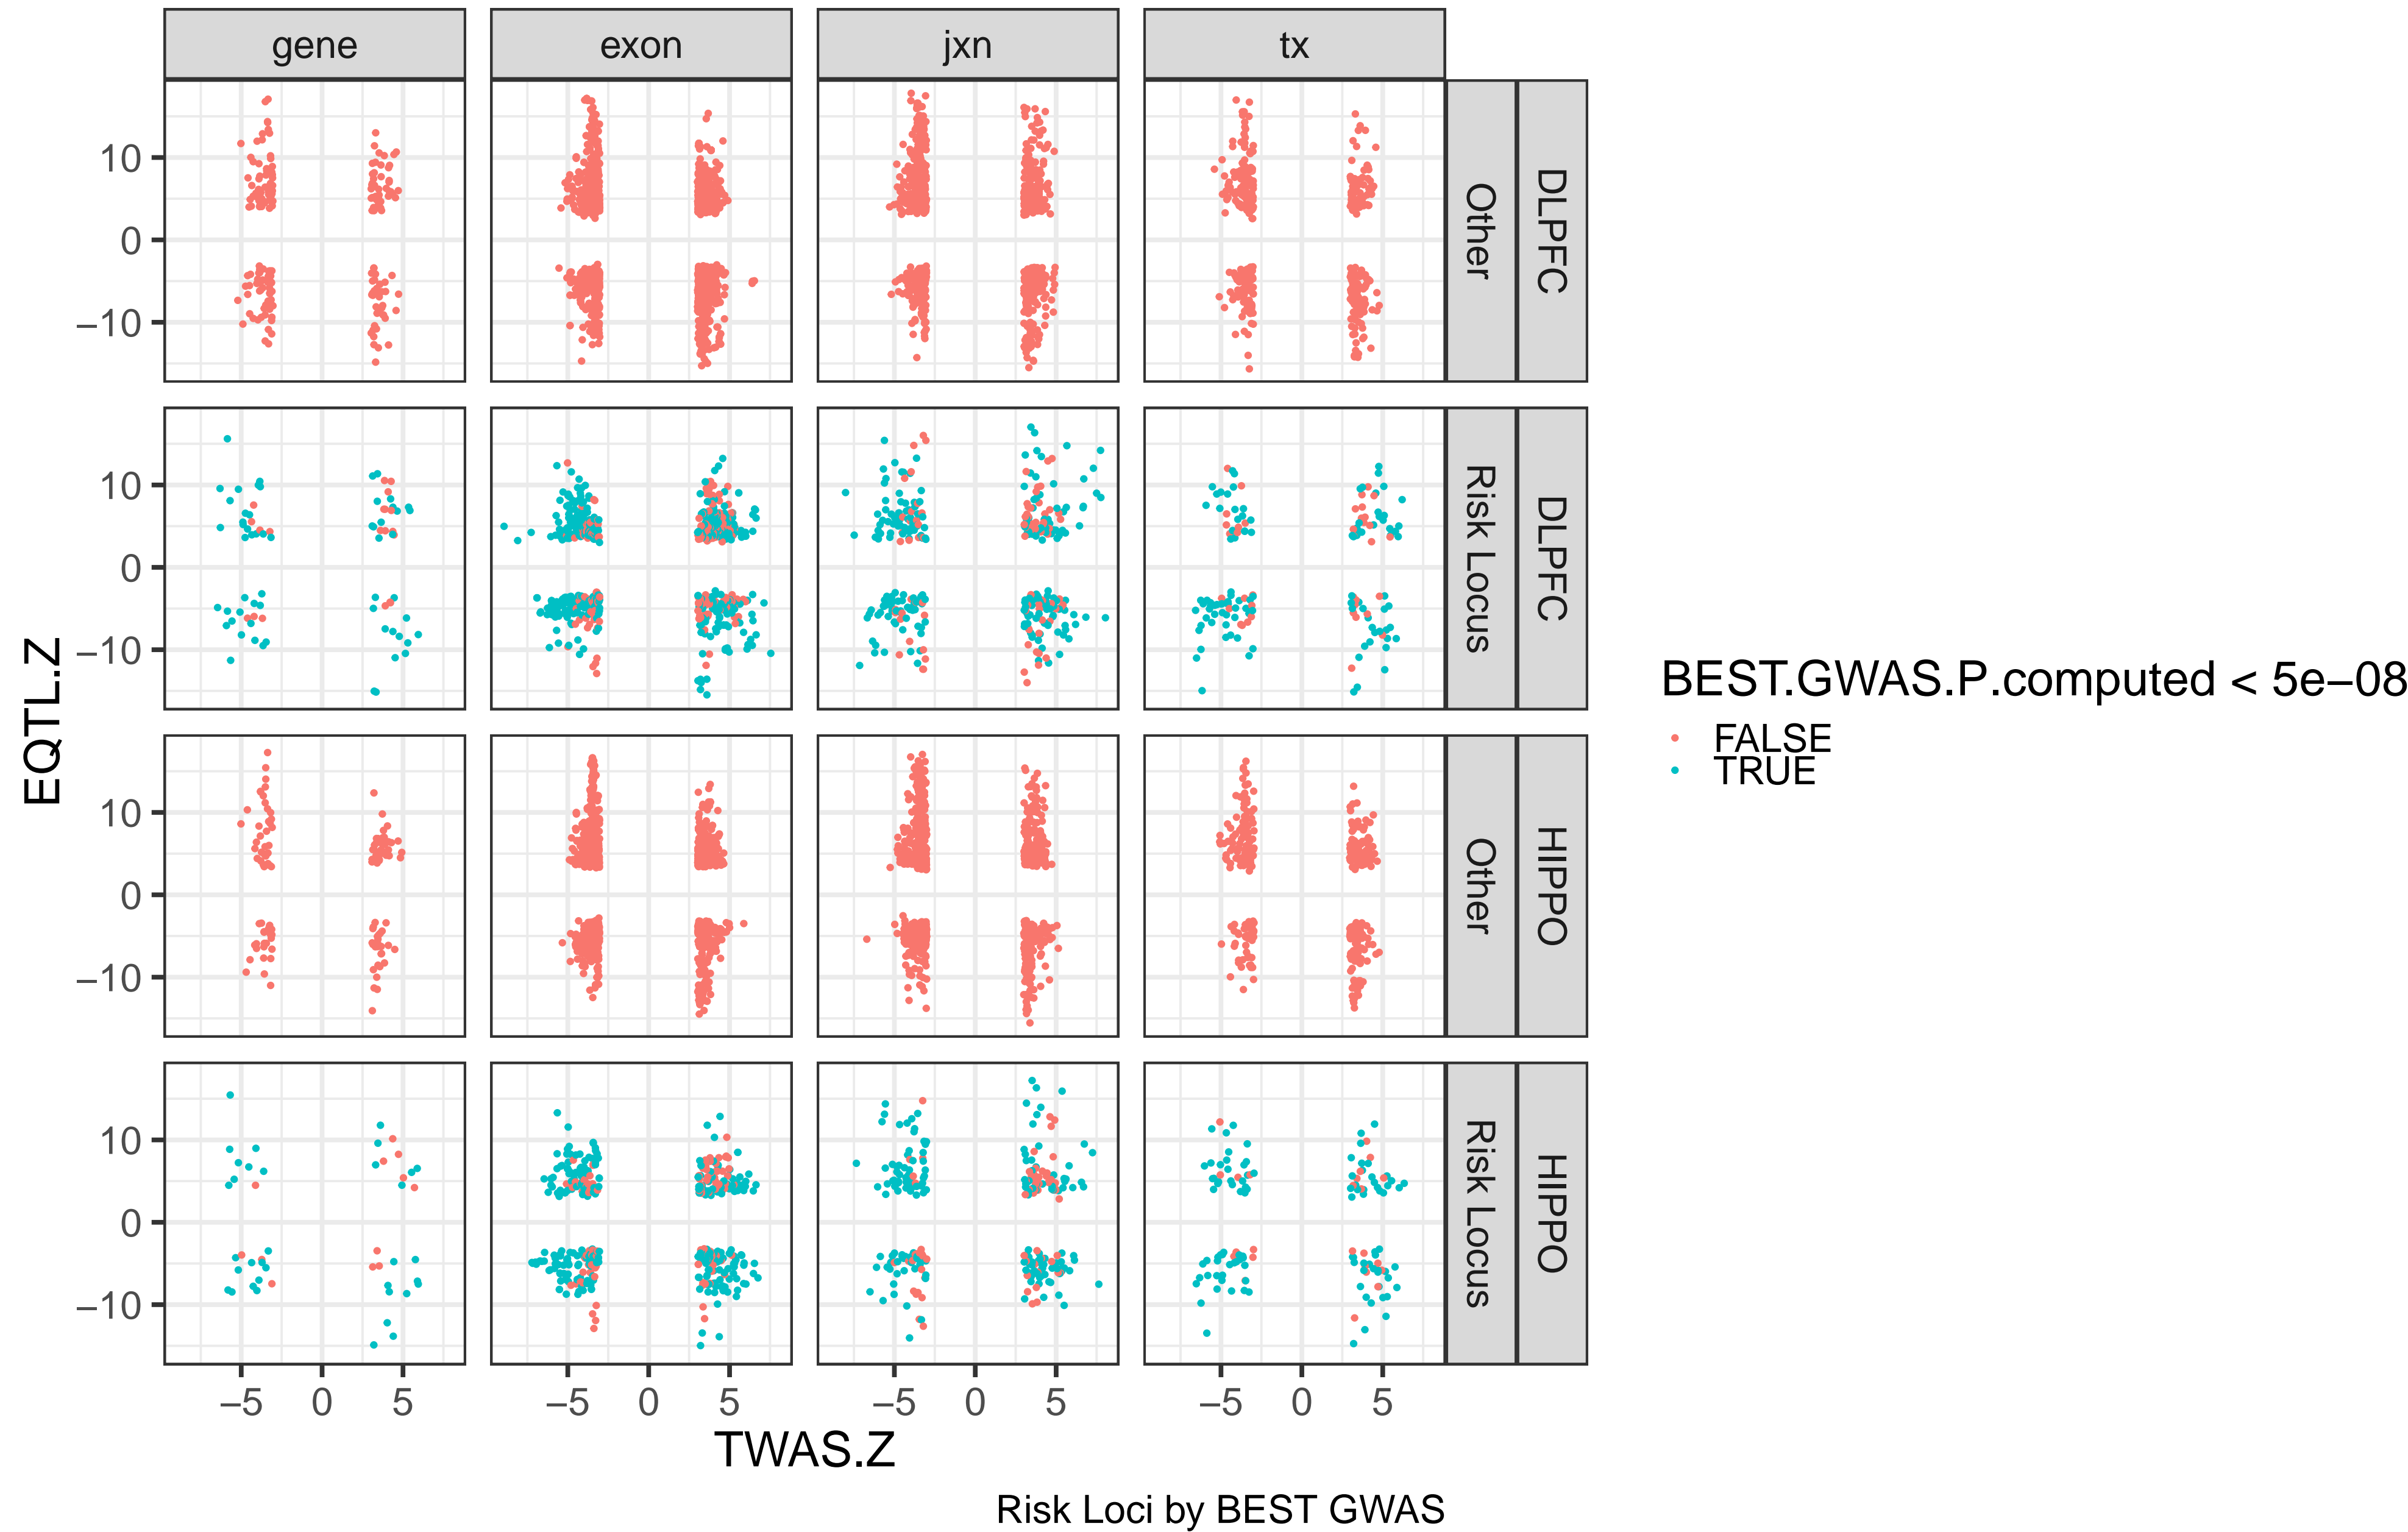 gene exon jxn tx
10
0
−10
Other DLPFC
10
0
−10
Risk Locus DLPFC
10
0
−10
Other HIPPO
10
0
−10
Risk Locus HIPPO
−5 0 5 −5 0 5 −5 0 5 −5 0 5
EQTL.Z
TWAS.Z
Risk Loci by BEST GWAS
BEST.GWAS.P.computed < 5e−08
FALSE
TRUE